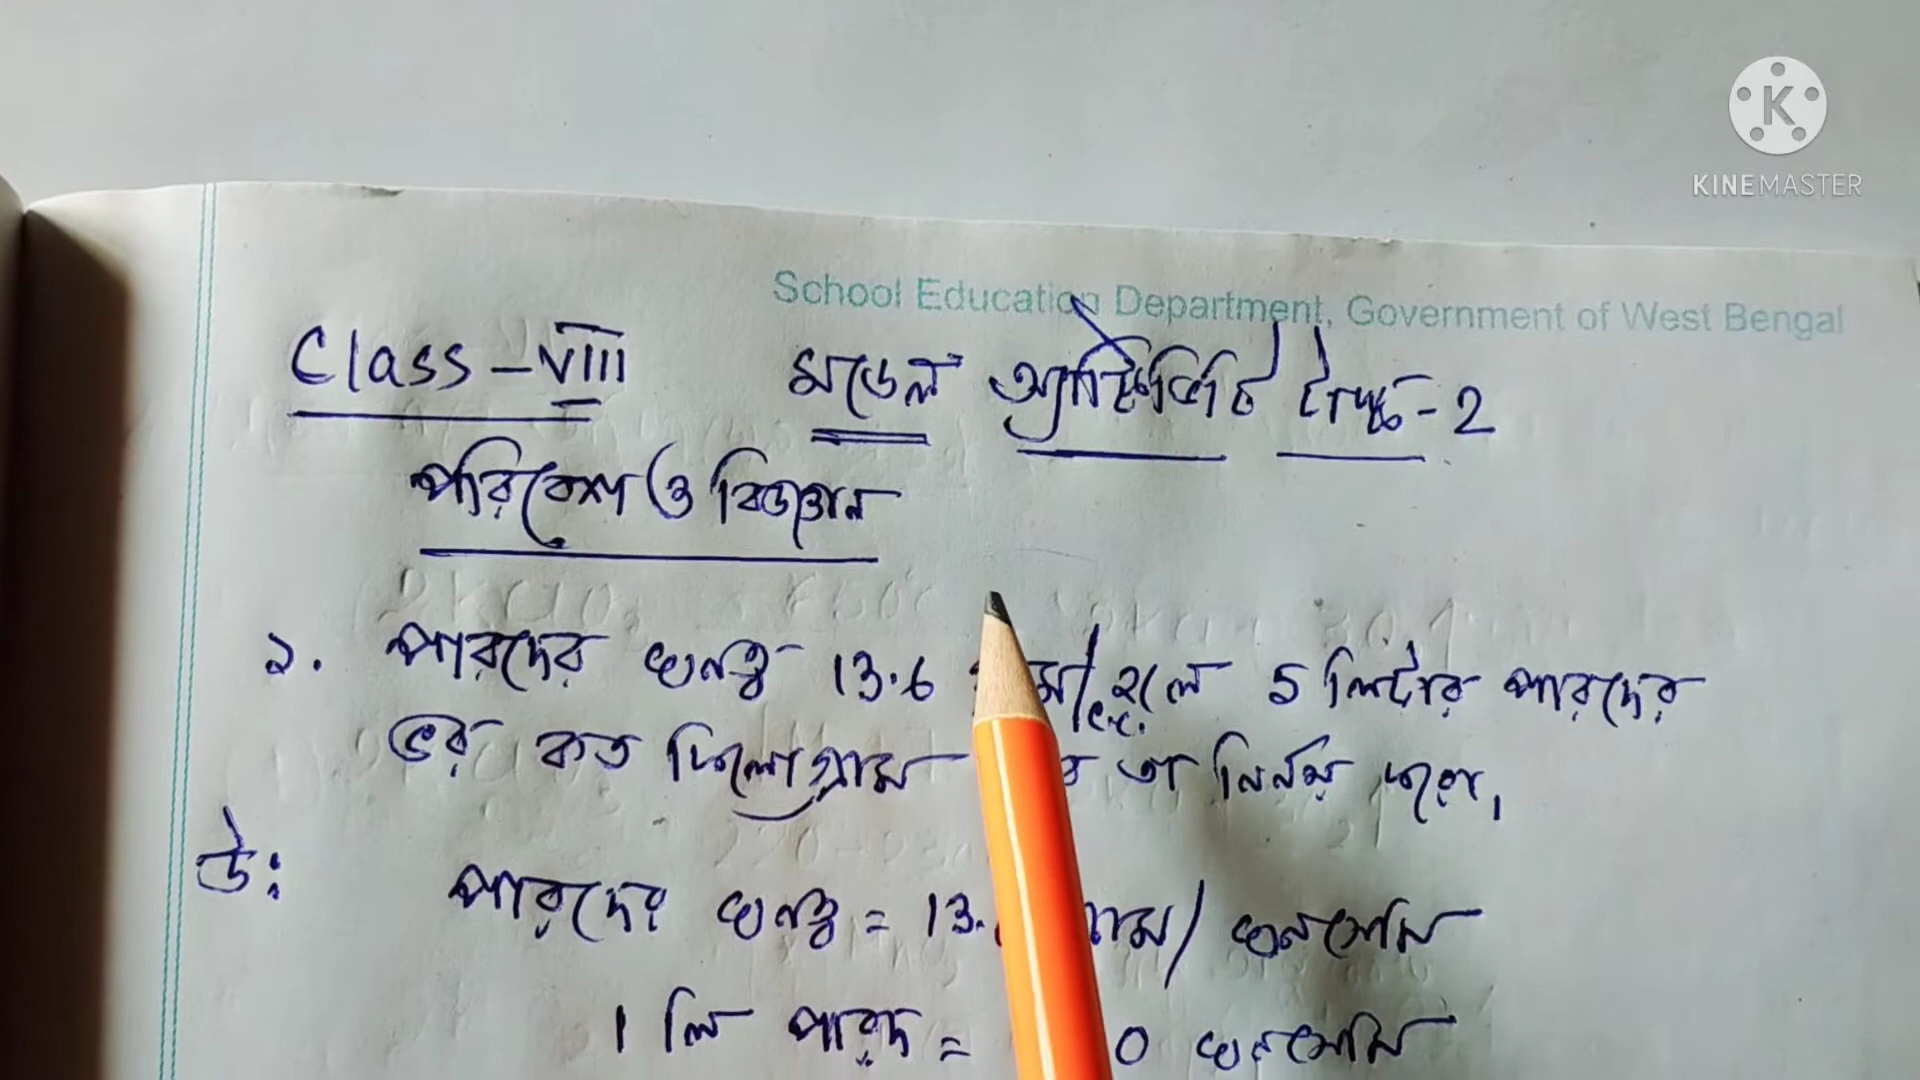 K
KINEMASTER
School Education Department, Government of West Bengal
Class - VIII মডেল অ্যাক্টিভিটি টাস্ক - 2
পরিবেশ ও বিজ্ঞান
১. পারদের ঘনত্ব 13.6 / c.c. হলে 5 লিটার পারদের
ভর কত কিলোগ্রাম তা নির্নয় করো,
উঃ পারদের ঘনত্ব = 13. / ঘনসেমি
1 লি পারদ = 0 ঘনসেমি